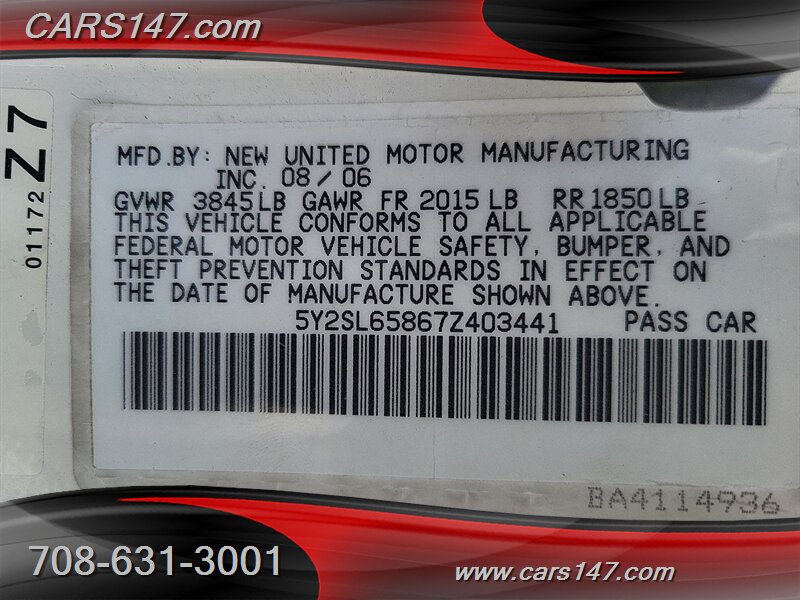 CARS147.com
01172 Z7
MFD.BY: NEW UNITED MOTOR MANUFACTURING
INC. 08/06
GVWR 3845LB GAWR FR 2015 LB RR 1850LB
THIS VEHICLE CONFORMS TO ALL APPLICABLE
FEDERAL MOTOR VEHICLE SAFETY, BUMPER, AND
THEFT PREVENTION STANDARDS IN EFFECT ON
THE DATE OF MANUFACTURE SHOWN ABOVE.
5Y2SL65867Z403441 PASS CAR
BA4114936
708-631-3001
www.cars147.com